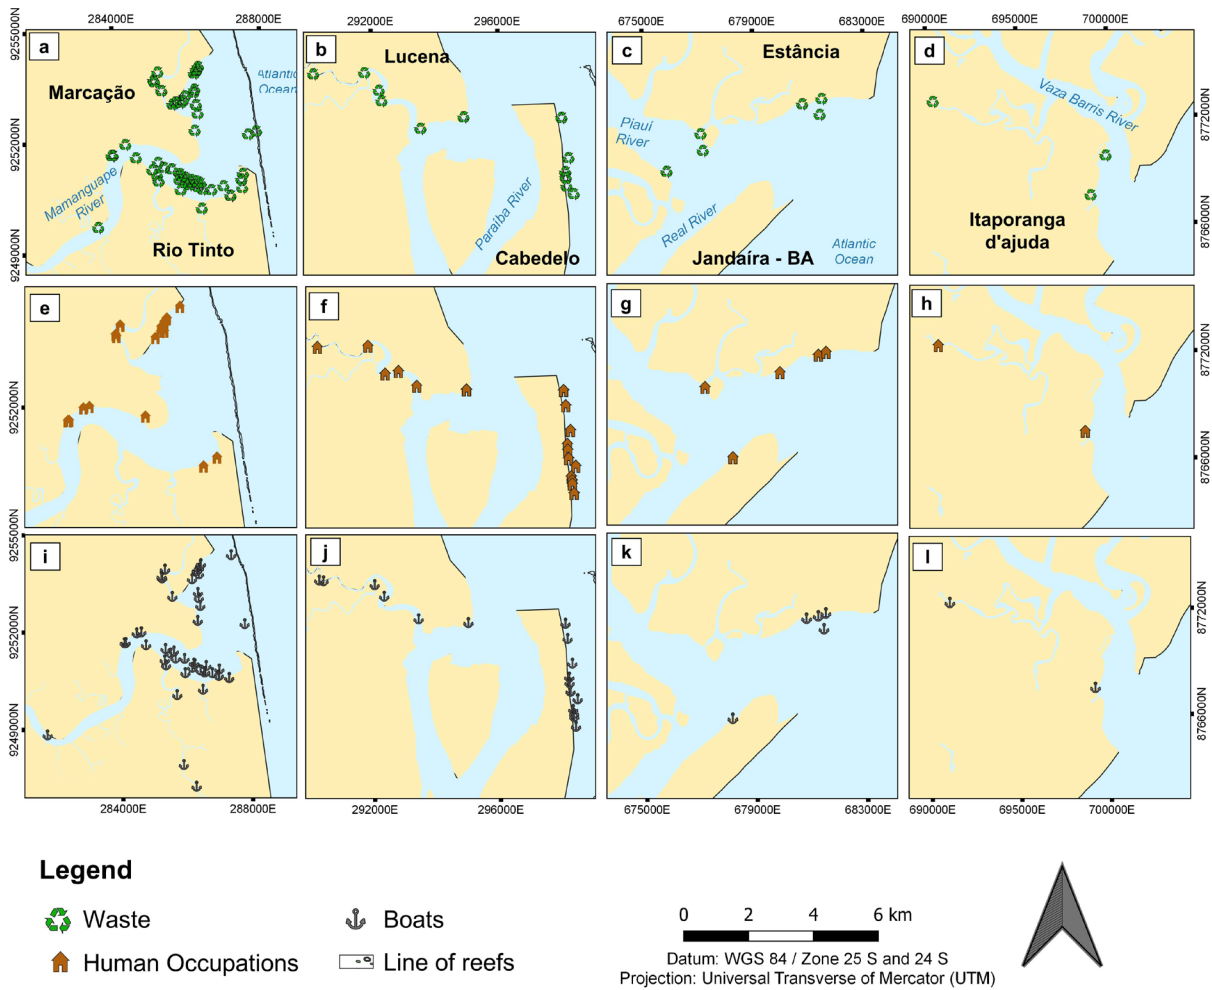 284000E
288000E
292000E
296000E
675000E
679000E
683000E
690000E
695000E
700000E
9255000N
9252000N
9249000N
a
Marcação
Atlantic
Ocean
Mamanguape
River
Rio Tinto
b
Lucena
Paraíba River
Cabedelo
c
Estância
Piauí
River
Real River
Jandaíra - BA
Atlantic
Ocean
d
Vaza Barris River
Itaporanga
d'ajuda
8772000N
8766000N
9252000N
e
f
g
h
8772000N
8766000N
9255000N
9252000N
9249000N
i
j
k
l
8772000N
8766000N
284000E
288000E
292000E
296000E
675000E
679000E
683000E
690000E
695000E
700000E
Legend
Waste
Boats
Human Occupations
Line of reefs
0 2 4 6 km
Datum: WGS 84 / Zone 25 S and 24 S
Projection: Universal Transverse of Mercator (UTM)